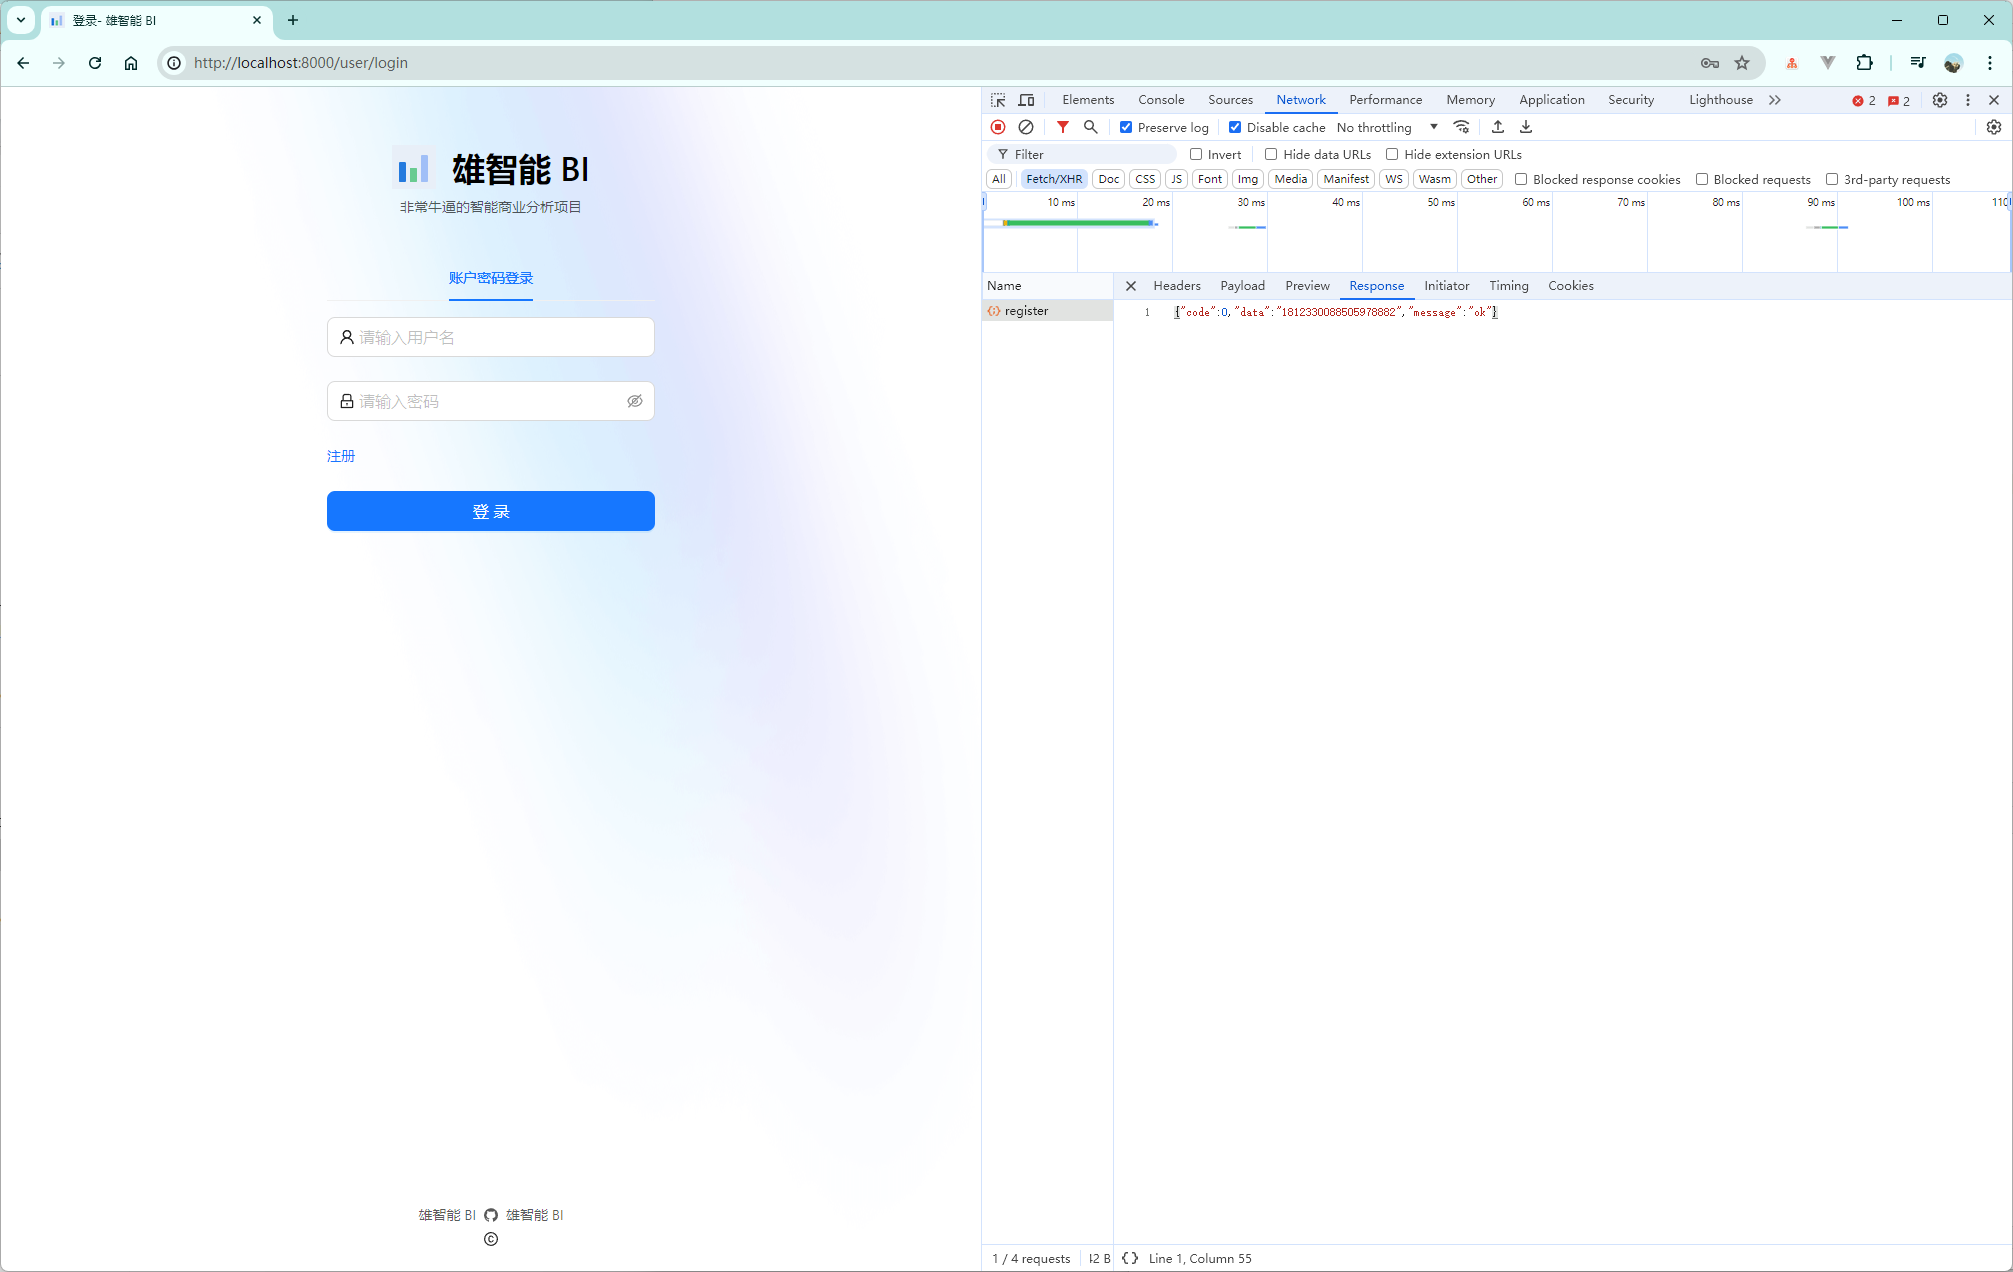 登录- 雄智能 BI
http://localhost:8000/user/login
雄智能 BI
非常牛逼的智能商业分析项目
账户密码登录
请输入用户名
请输入密码
注册
登 录
雄智能 BI 雄智能 BI
©
Elements Console Sources Network Performance Memory Application Security Lighthouse 2 2
Preserve log Disable cache No throttling
Filter Invert Hide data URLs Hide extension URLs
All Fetch/XHR Doc CSS JS Font Img Media Manifest WS Wasm Other Blocked response cookies Blocked requests 3rd-party requests
10 ms 20 ms 30 ms 40 ms 50 ms 60 ms 70 ms 80 ms 90 ms 100 ms
Name Headers Payload Preview Response Initiator Timing Cookies
register
1 {"code":0,"data":"1812330088505978882","message":"ok"}
1 / 4 requests {} Line 1, Column 55